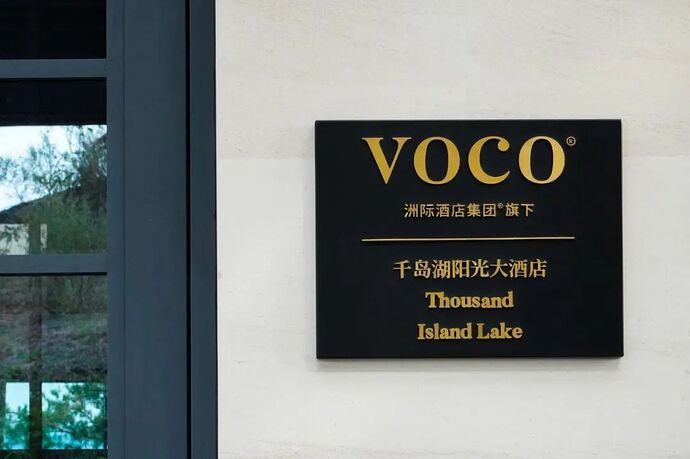 VOCO®
洲际酒店集团®旗下
千岛湖阳光大酒店
Thousand
Island Lake